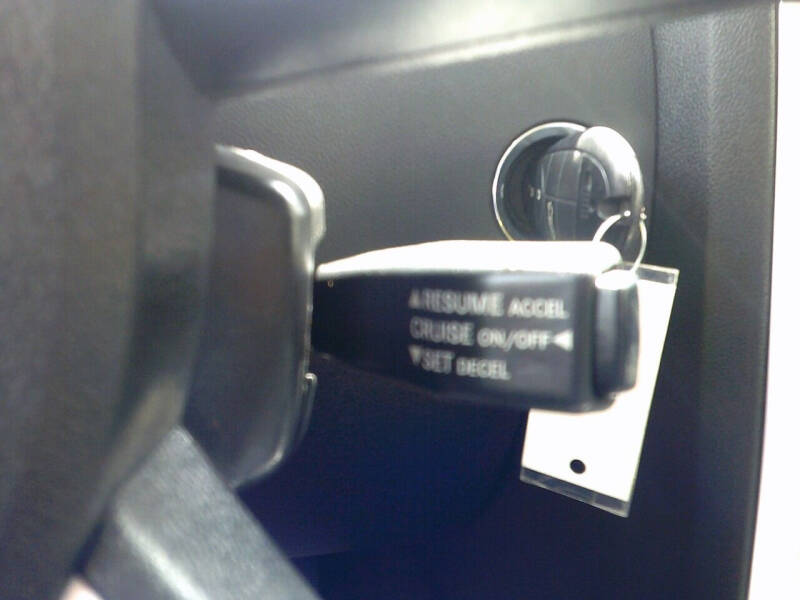 ▲RESUME ACCEL
CRUISE ON/OFF◀
▼SET DECEL